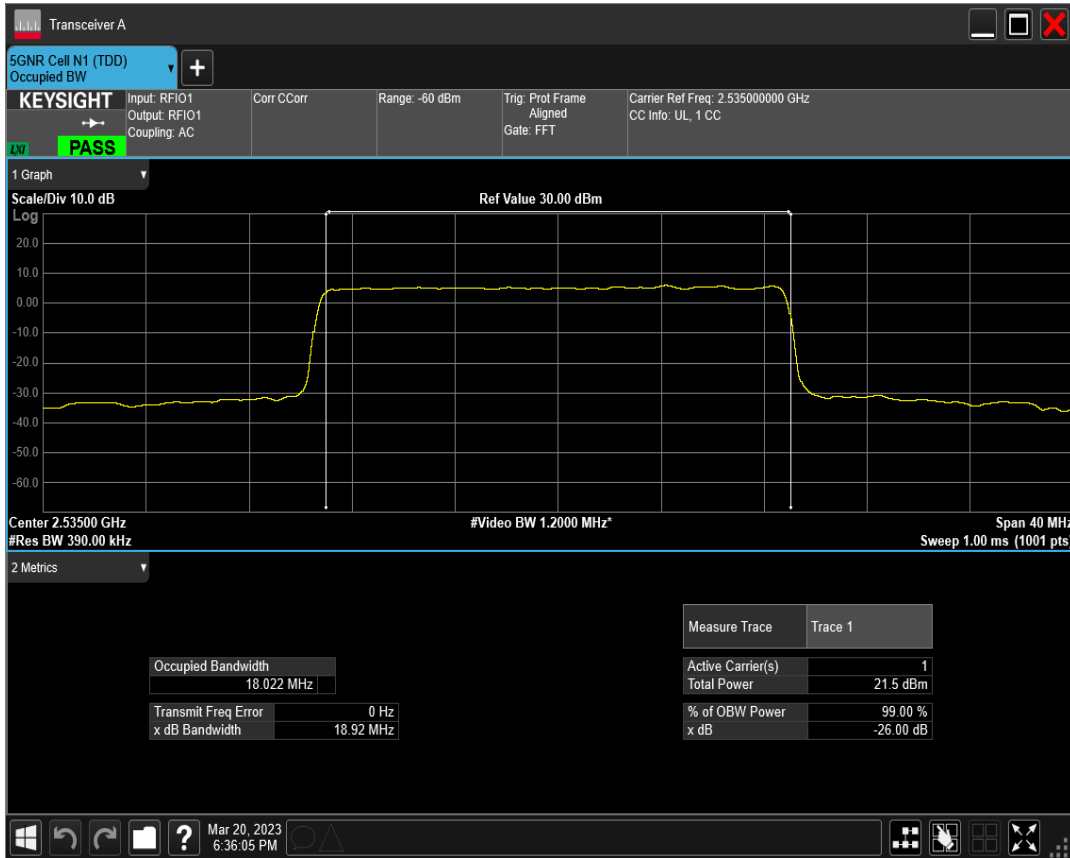 Transceiver A
5GNR Cell N1 (TDD)
Occupied BW
+
KEYSIGHT
LXI
PASS
Input: RFIO1
Output: RFIO1
Coupling: AC
Corr CCorr
Range: -60 dBm
Trig: Prot Frame
Aligned
Gate: FFT
Carrier Ref Freq: 2.535000000 GHz
CC Info: UL, 1 CC
1 Graph
Scale/Div 10.0 dB
Ref Value 30.00 dBm
Log
20.0
10.0
0.00
-10.0
-20.0
-30.0
-40.0
-50.0
-60.0
Center 2.53500 GHz
#Video BW 1.2000 MHz*
Span 40 MHz
#Res BW 390.00 kHz
Sweep 1.00 ms (1001 pts)
2 Metrics
Measure Trace Trace 1
Occupied Bandwidth
18.022 MHz
Active Carrier(s) 1
Total Power 21.5 dBm
Transmit Freq Error 0 Hz
x dB Bandwidth 18.92 MHz
% of OBW Power 99.00 %
x dB -26.00 dB
?
Mar 20, 2023
6:36:05 PM